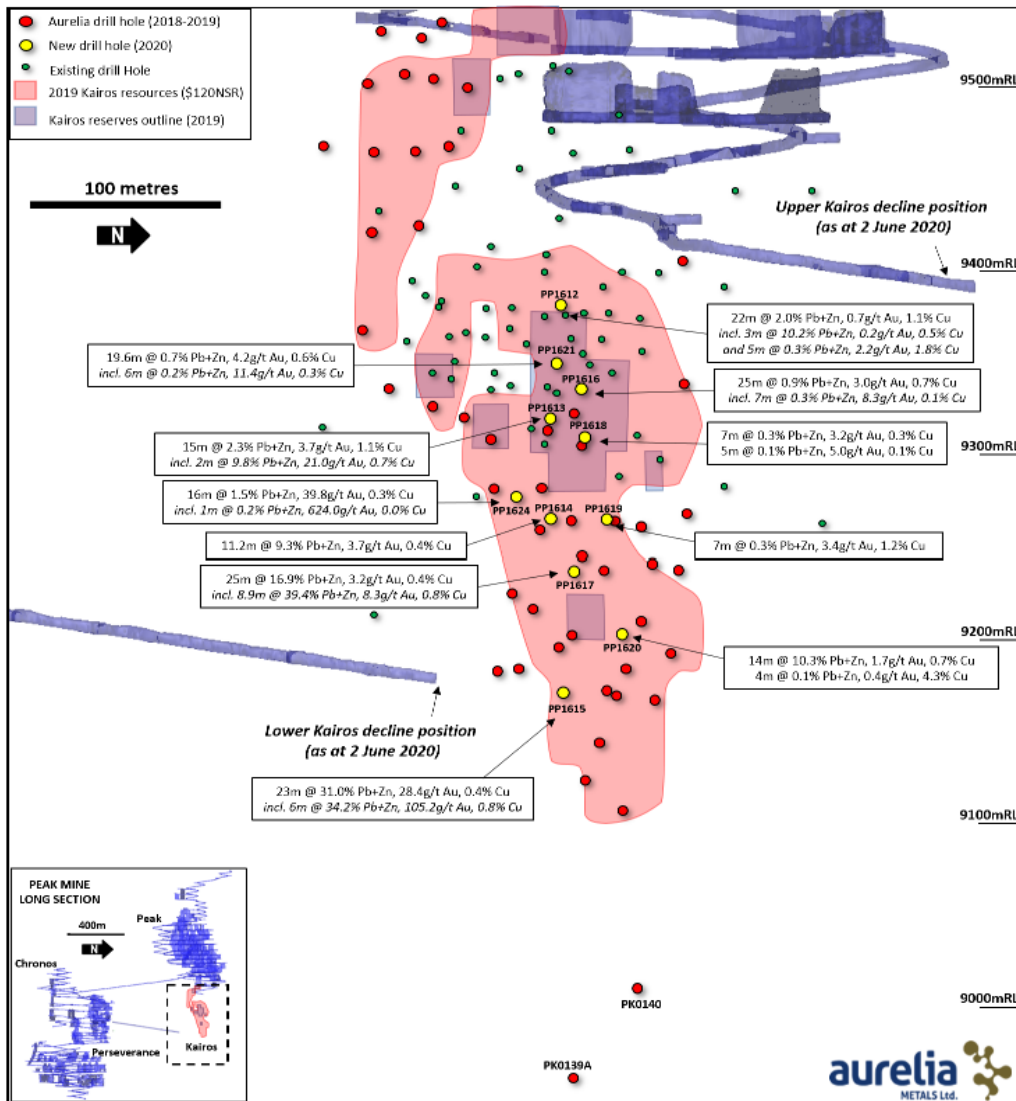 Aurelia drill hole (2018-2019)
New drill hole (2020)
Existing drill Hole
2019 Kairos resources ($120NSR)
Kairos reserves outline (2019)
100 metres
N
9500mRL
Upper Kairos decline position
(as at 2 June 2020)
9400mRL
PP1612
22m @ 2.0% Pb+Zn, 0.7g/t Au, 1.1% Cu
incl. 3m @ 10.2% Pb+Zn, 0.2g/t Au, 0.5% Cu
and 5m @ 0.3% Pb+Zn, 2.2g/t Au, 1.8% Cu
19.6m @ 0.7% Pb+Zn, 4.2g/t Au, 0.6% Cu
incl. 6m @ 0.2% Pb+Zn, 11.4g/t Au, 0.3% Cu
PP1621
PP1616
25m @ 0.9% Pb+Zn, 3.0g/t Au, 0.7% Cu
incl. 7m @ 0.3% Pb+Zn, 8.3g/t Au, 0.1% Cu
PP1613
PP1618
15m @ 2.3% Pb+Zn, 3.7g/t Au, 1.1% Cu
incl. 2m @ 9.8% Pb+Zn, 21.0g/t Au, 0.7% Cu
7m @ 0.3% Pb+Zn, 3.2g/t Au, 0.3% Cu
5m @ 0.1% Pb+Zn, 5.0g/t Au, 0.1% Cu
9300mRL
16m @ 1.5% Pb+Zn, 39.8g/t Au, 0.3% Cu
incl. 1m @ 0.2% Pb+Zn, 624.0g/t Au, 0.0% Cu
PP1624
PP1614
PP1619
11.2m @ 9.3% Pb+Zn, 3.7g/t Au, 0.4% Cu
7m @ 0.3% Pb+Zn, 3.4g/t Au, 1.2% Cu
25m @ 16.9% Pb+Zn, 3.2g/t Au, 0.4% Cu
incl. 8.9m @ 39.4% Pb+Zn, 8.3g/t Au, 0.8% Cu
PP1617
9200mRL
PP1620
14m @ 10.3% Pb+Zn, 1.7g/t Au, 0.7% Cu
4m @ 0.1% Pb+Zn, 0.4g/t Au, 4.3% Cu
PP1615
Lower Kairos decline position
(as at 2 June 2020)
23m @ 31.0% Pb+Zn, 28.4g/t Au, 0.4% Cu
incl. 6m @ 34.2% Pb+Zn, 105.2g/t Au, 0.8% Cu
9100mRL
PEAK MINE
LONG SECTION
400m
N
Peak
Chronos
Perseverance
Kairos
PK0140
9000mRL
PK0139A
aurelia
METALS Ltd.